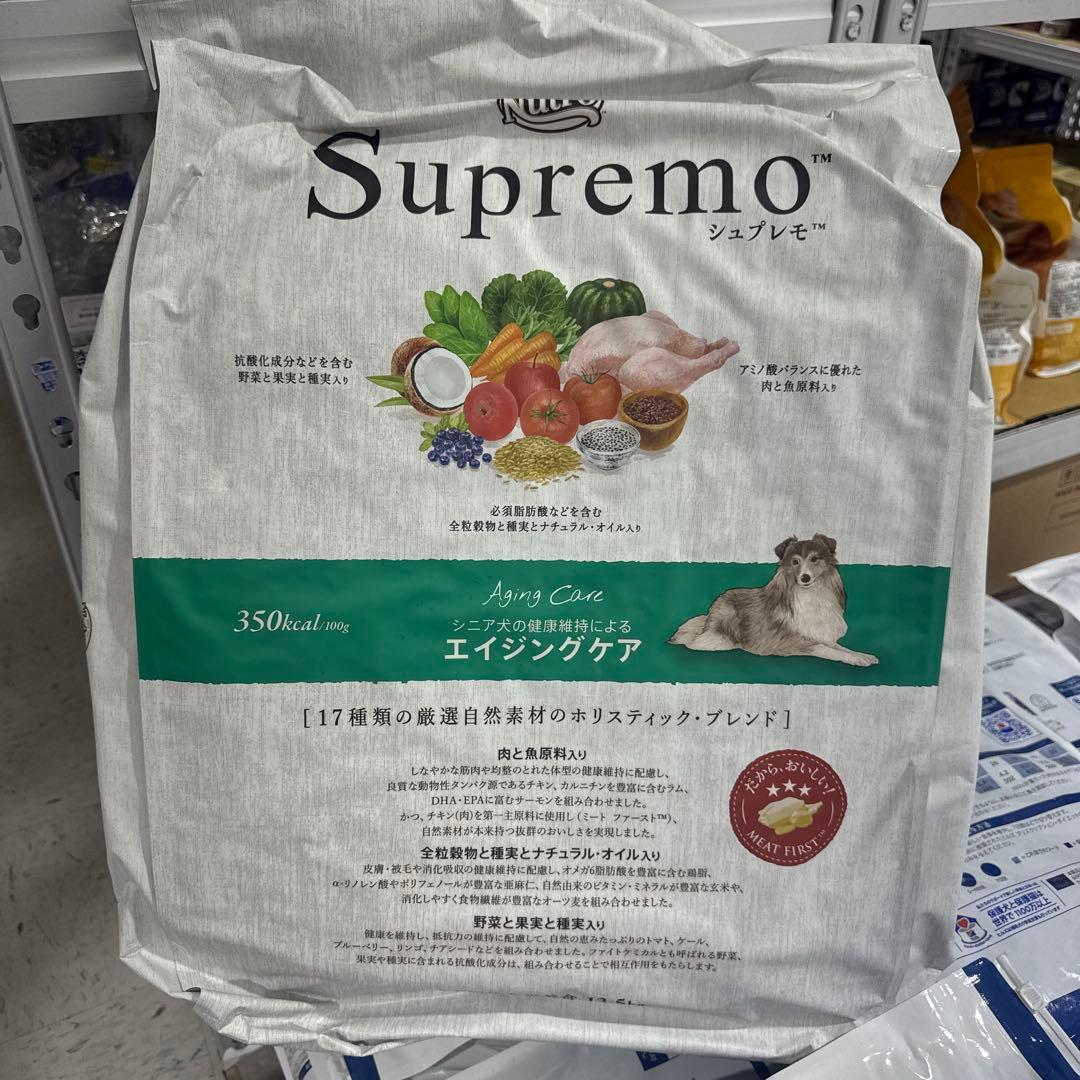 Nutro
Supremo™
シュプレモ™
抗酸化成分などを含む
野菜と果実と種実入り
アミノ酸バランスに優れた
肉と魚原料入り
必須脂肪酸などを含む
全粒穀物と種実とナチュラル・オイル入り
Aging Care
350kcal/100g
シニア犬の健康維持による
エイジングケア
[17種類の厳選自然素材のホリスティック・ブレンド]
肉と魚原料入り
しなやかな筋肉や均整のとれた体型の健康維持に配慮し、
良質な動物性タンパク源であるチキン、カルニチンを豊富に含むラム、
DHA・EPAに富むサーモンを組み合わせました。
かつ、チキン(肉)を第一主原料に使用し(ミート ファースト™)、
自然素材が本来持つ抜群のおいしさを実現しました。
だから、おいしい!
MEAT FIRST™
全粒穀物と種実とナチュラル・オイル入り
皮膚・被毛や消化吸収の健康維持に配慮し、オメガ6脂肪酸を豊富に含む鶏脂、
α-リノレン酸やポリフェノールが豊富な亜麻仁、自然由来のビタミン・ミネラルが豊富な玄米や、
消化しやすく食物繊維が豊富なオーツ麦を組み合わせました。
野菜と果実と種実入り
健康を維持し、抵抗力の維持に配慮して、自然の恵みたっぷりのトマト、ケール、
ブルーベリー、リンゴ、チアシードなどを組み合わせました。ファイトケミカルとも呼ばれる野菜、
果実や種実に含まれる抗酸化成分は、組み合わせることで相互作用をもたらします。
保護犬と保護猫は
世界で1100万以上